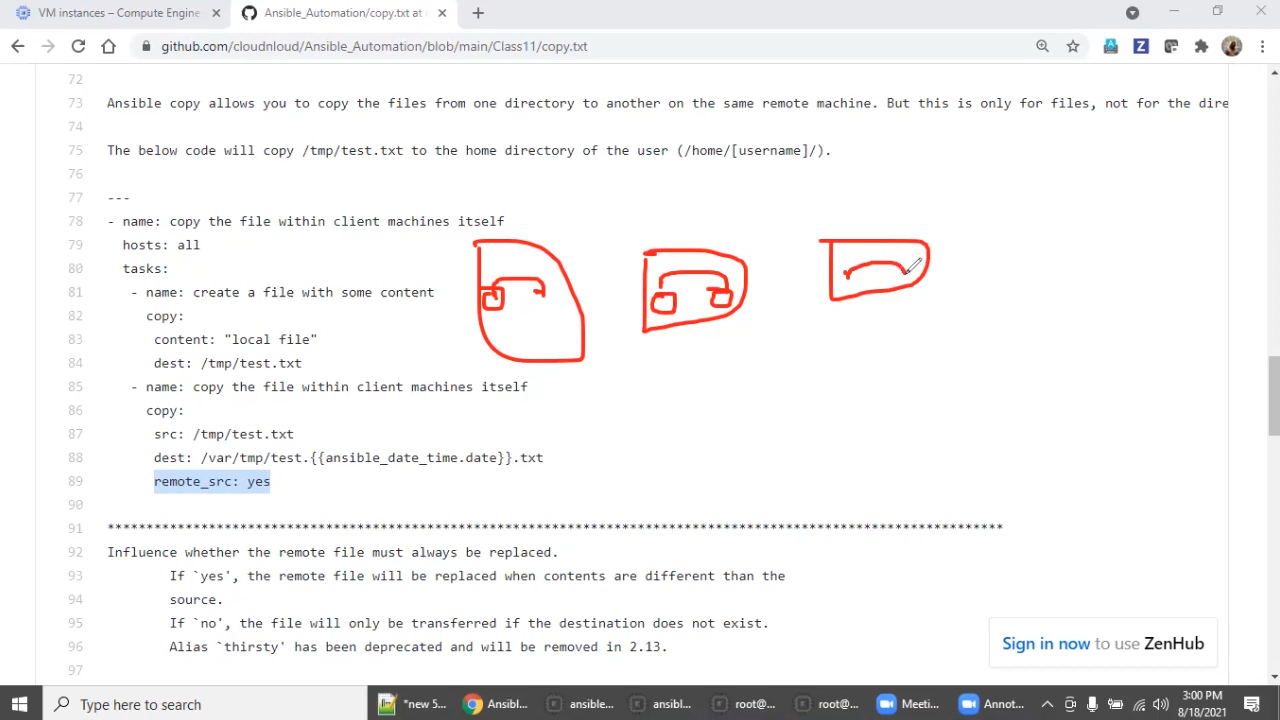 VM instances – Compute Engine
Ansible_Automation/copy.txt at
github.com/cloudnloud/Ansible_Automation/blob/main/Class11/copy.txt
72
73 Ansible copy allows you to copy the files from one directory to another on the same remote machine. But this is only for files, not for the dire
74
75 The below code will copy /tmp/test.txt to the home directory of the user (/home/[username]/).
76
77 ---
78 - name: copy the file within client machines itself
79 hosts: all
80 tasks:
81 - name: create a file with some content
82 copy:
83 content: "local file"
84 dest: /tmp/test.txt
85 - name: copy the file within client machines itself
86 copy:
87 src: /tmp/test.txt
88 dest: /var/tmp/test.{{ansible_date_time.date}}.txt
89 remote_src: yes
90
91 *******************************************************************************************************************
92 Influence whether the remote file must always be replaced.
93 If `yes', the remote file will be replaced when contents are different than the
94 source.
95 If `no', the file will only be transferred if the destination does not exist.
96 Alias `thirsty' has been deprecated and will be removed in 2.13.
97
Sign in now to use ZenHub
Type here to search
*new 5...
Ansibl...
ansible...
ansibl...
root@...
root@...
Meeti...
Annot...
3:00 PM
8/18/2021